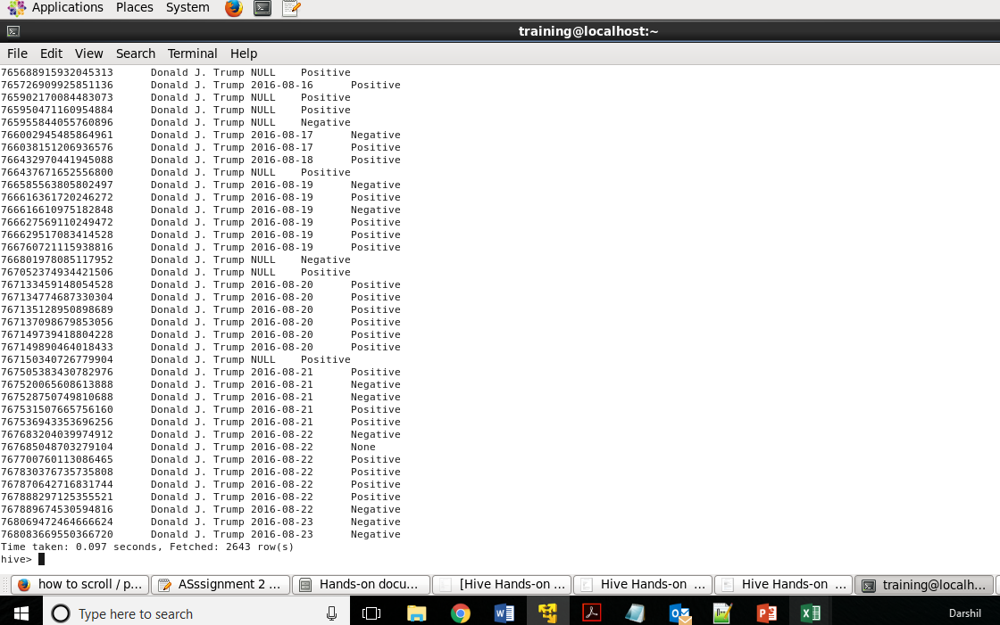 Applications Places System
training@localhost:~
File Edit View Search Terminal Help
765688915932045313 Donald J. Trump NULL Positive
765726909925851136 Donald J. Trump 2016-08-16 Positive
765902170084483073 Donald J. Trump NULL Positive
765950471160954884 Donald J. Trump NULL Positive
765955844055760896 Donald J. Trump NULL Negative
766002945485864961 Donald J. Trump 2016-08-17 Negative
766038151206936576 Donald J. Trump 2016-08-17 Positive
766432970441945088 Donald J. Trump 2016-08-18 Positive
766437671652556800 Donald J. Trump NULL Positive
766585563805802497 Donald J. Trump 2016-08-19 Negative
766616361720246272 Donald J. Trump 2016-08-19 Positive
766616610975182848 Donald J. Trump 2016-08-19 Negative
766627569110249472 Donald J. Trump 2016-08-19 Positive
766629517083414528 Donald J. Trump 2016-08-19 Positive
766760721115938816 Donald J. Trump 2016-08-19 Positive
766801978085117952 Donald J. Trump NULL Negative
767052374934421506 Donald J. Trump NULL Positive
767133459148054528 Donald J. Trump 2016-08-20 Positive
767134774687330304 Donald J. Trump 2016-08-20 Positive
767135128950898689 Donald J. Trump 2016-08-20 Positive
767137098679853056 Donald J. Trump 2016-08-20 Positive
767149739418804228 Donald J. Trump 2016-08-20 Positive
767149890464018433 Donald J. Trump 2016-08-20 Positive
767150340726779904 Donald J. Trump NULL Positive
767505383430782976 Donald J. Trump 2016-08-21 Positive
767520065608613888 Donald J. Trump 2016-08-21 Negative
767528750749810688 Donald J. Trump 2016-08-21 Negative
767531507665756160 Donald J. Trump 2016-08-21 Positive
767536943353696256 Donald J. Trump 2016-08-21 Positive
767683204039974912 Donald J. Trump 2016-08-22 Negative
767685048703279104 Donald J. Trump 2016-08-22 None
767700760113086465 Donald J. Trump 2016-08-22 Positive
767830376735735808 Donald J. Trump 2016-08-22 Positive
767870642716831744 Donald J. Trump 2016-08-22 Positive
767888297125355521 Donald J. Trump 2016-08-22 Positive
767889674530594816 Donald J. Trump 2016-08-22 Negative
768069472464666624 Donald J. Trump 2016-08-23 Negative
768083669550366720 Donald J. Trump 2016-08-23 Negative
Time taken: 0.097 seconds, Fetched: 2643 row(s)
hive>
how to scroll / p... ASssignment 2 ... Hands-on docu... [Hive Hands-on ... Hive Hands-on ... Hive Hands-on ... training@localh...
Type here to search Darshil